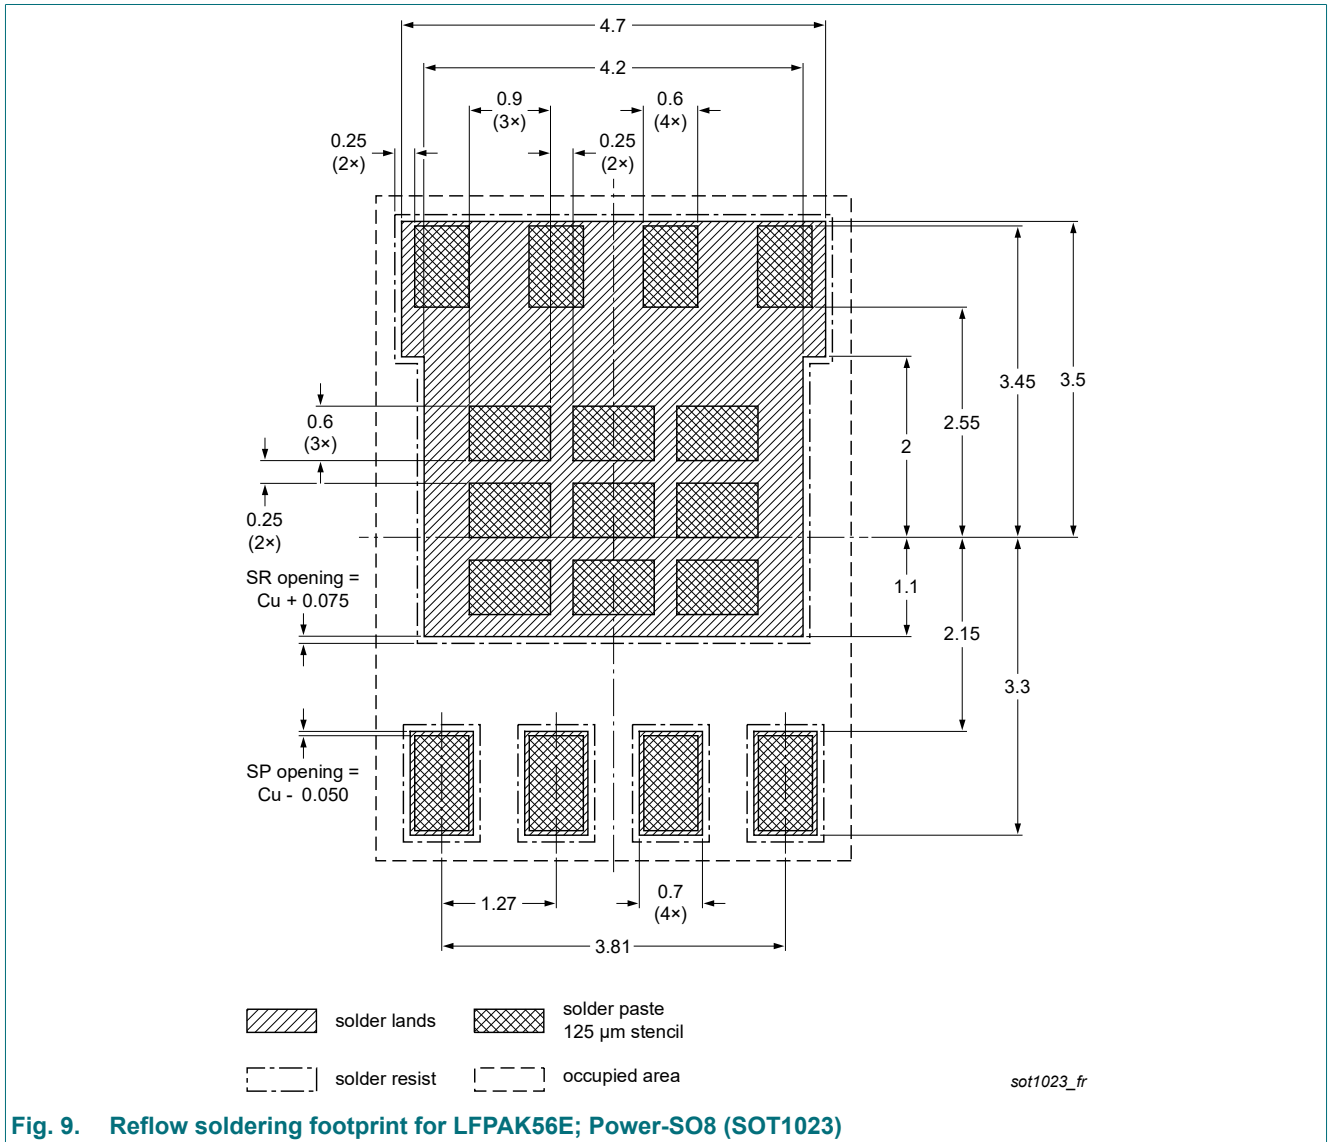 4.7
4.2
0.9
(3×)
0.6
(4×)
0.25
(2×)
0.25
(2×)
3.45
3.5
0.6
(3×)
2.55
2
0.25
(2×)
SR opening =
Cu + 0.075
1.1
2.15
3.3
SP opening =
Cu - 0.050
1.27
0.7
(4×)
3.81
solder lands
solder paste
125 µm stencil
solder resist
occupied area
sot1023_fr
Fig. 9. Reflow soldering footprint for LFPAK56E; Power-SO8 (SOT1023)